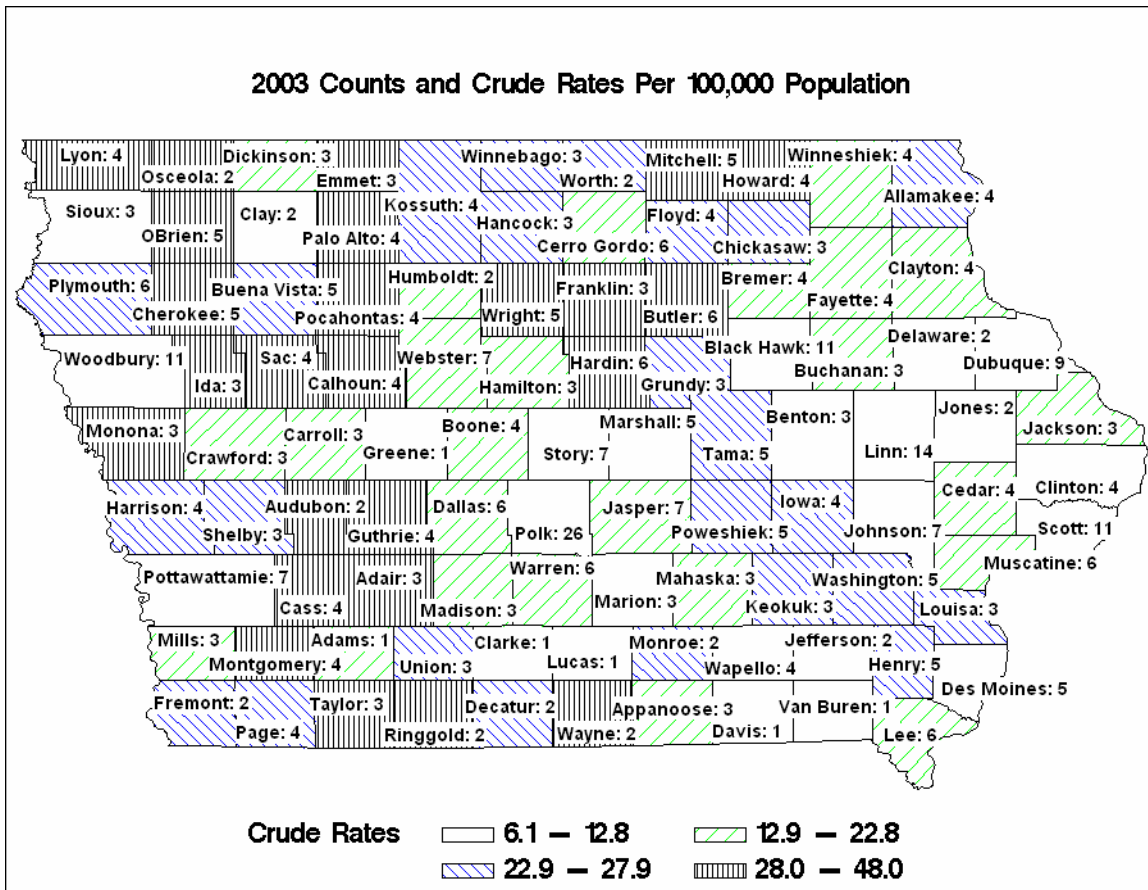 2003 Counts and Crude Rates Per 100,000 Population
Lyon: 4
Osceola: 2
Dickinson: 3
Emmet: 3
Winnebago: 3
Worth: 2
Mitchell: 5
Howard: 4
Winneshiek: 4
Allamakee: 4
Sioux: 3
OBrien: 5
Clay: 2
Palo Alto: 4
Kossuth: 4
Hancock: 3
Cerro Gordo: 6
Floyd: 4
Chickasaw: 3
Plymouth: 6
Cherokee: 5
Buena Vista: 5
Pocahontas: 4
Humboldt: 2
Wright: 5
Franklin: 3
Butler: 6
Bremer: 4
Fayette: 4
Clayton: 4
Woodbury: 11
Ida: 3
Sac: 4
Calhoun: 4
Webster: 7
Hamilton: 3
Hardin: 6
Grundy: 3
Black Hawk: 11
Buchanan: 3
Delaware: 2
Dubuque: 9
Monona: 3
Crawford: 3
Carroll: 3
Greene: 1
Boone: 4
Story: 7
Marshall: 5
Tama: 5
Benton: 3
Linn: 14
Jones: 2
Jackson: 3
Harrison: 4
Shelby: 3
Audubon: 2
Guthrie: 4
Dallas: 6
Polk: 26
Jasper: 7
Poweshiek: 5
Iowa: 4
Johnson: 7
Cedar: 4
Clinton: 4
Scott: 11
Muscatine: 6
Pottawattamie: 7
Cass: 4
Adair: 3
Madison: 3
Warren: 6
Marion: 3
Mahaska: 3
Keokuk: 3
Washington: 5
Louisa: 3
Mills: 3
Montgomery: 4
Adams: 1
Union: 3
Clarke: 1
Lucas: 1
Monroe: 2
Wapello: 4
Jefferson: 2
Henry: 5
Des Moines: 5
Fremont: 2
Page: 4
Taylor: 3
Ringgold: 2
Decatur: 2
Wayne: 2
Appanoose: 3
Davis: 1
Van Buren: 1
Lee: 6
Crude Rates 6.1 – 12.8 12.9 – 22.8
22.9 – 27.9 28.0 – 48.0